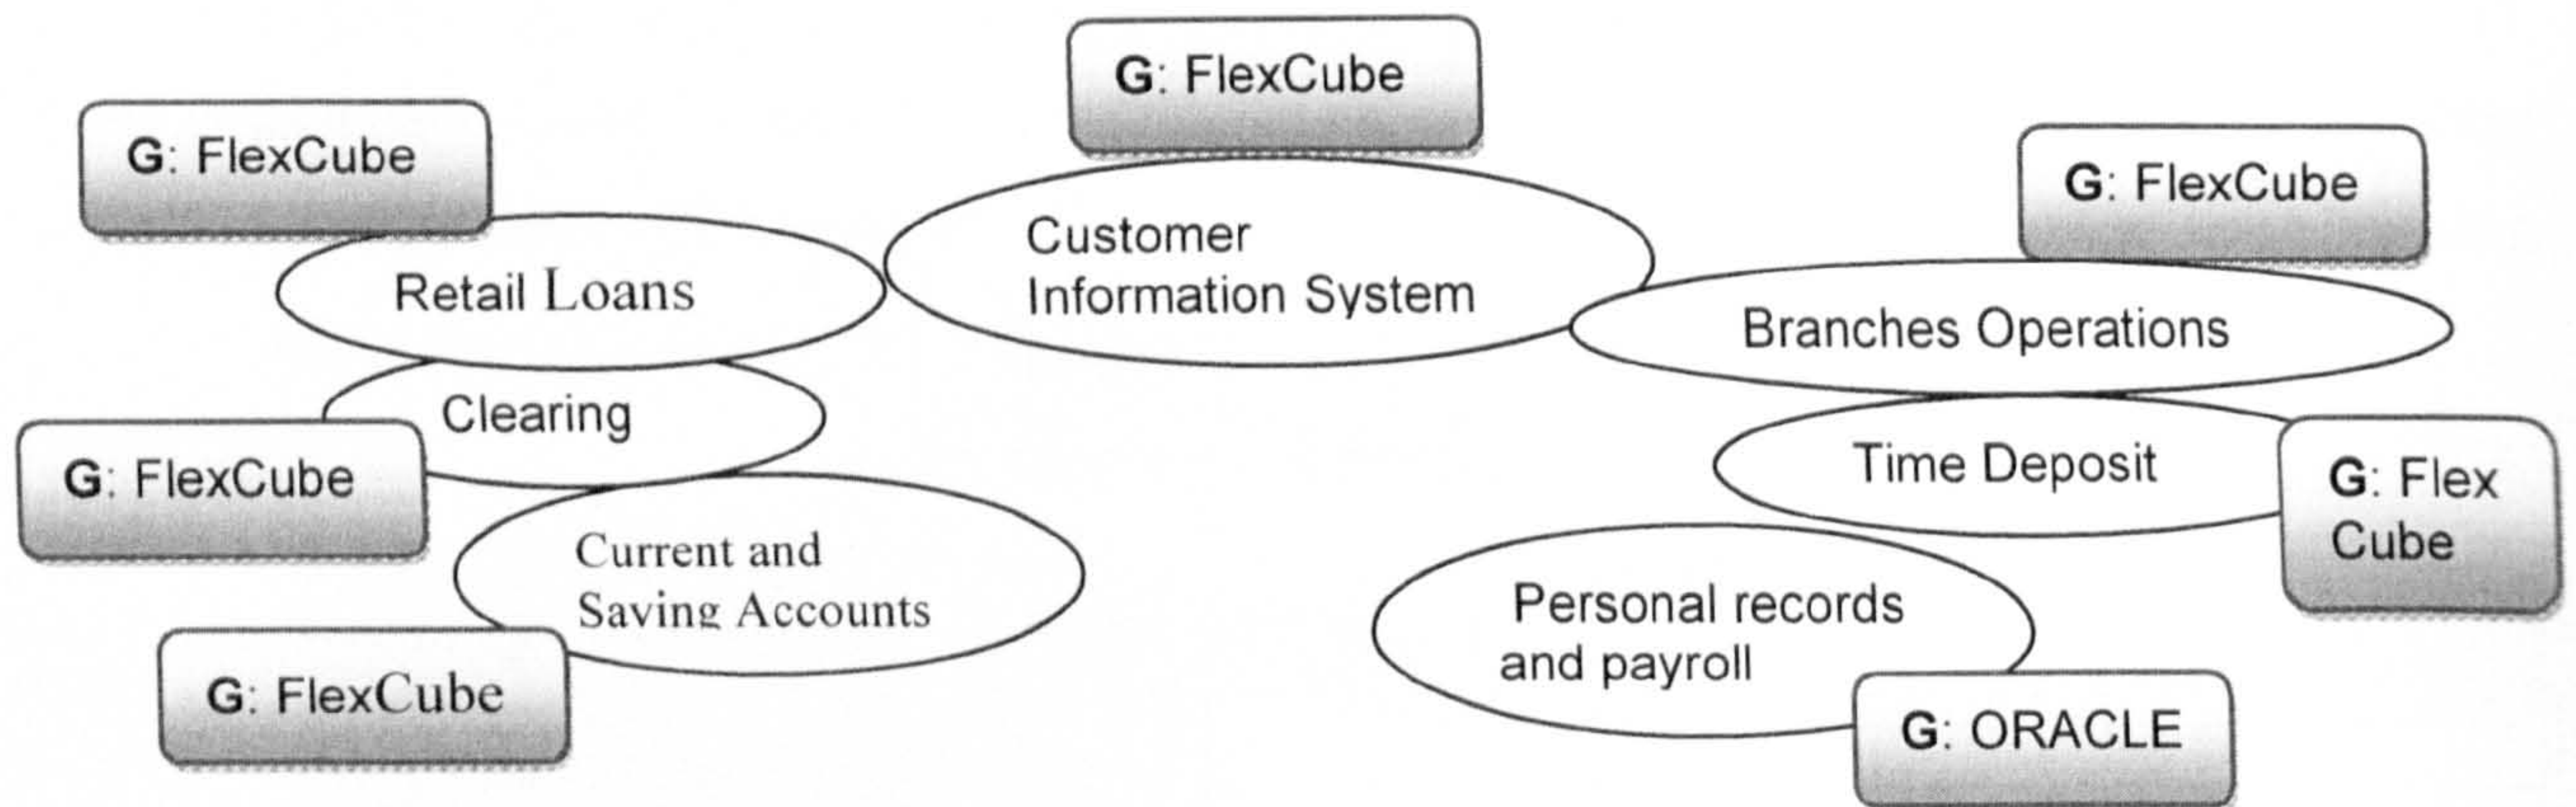 G: FlexCube
G: FlexCube
G: FlexCube
Customer
Information System
Retail Loans
Branches Operations
Clearing
Time Deposit
G: FlexCube
G: Flex
Cube
Current and
Saving Accounts
Personal records
and payroll
G: FlexCube
G: ORACLE